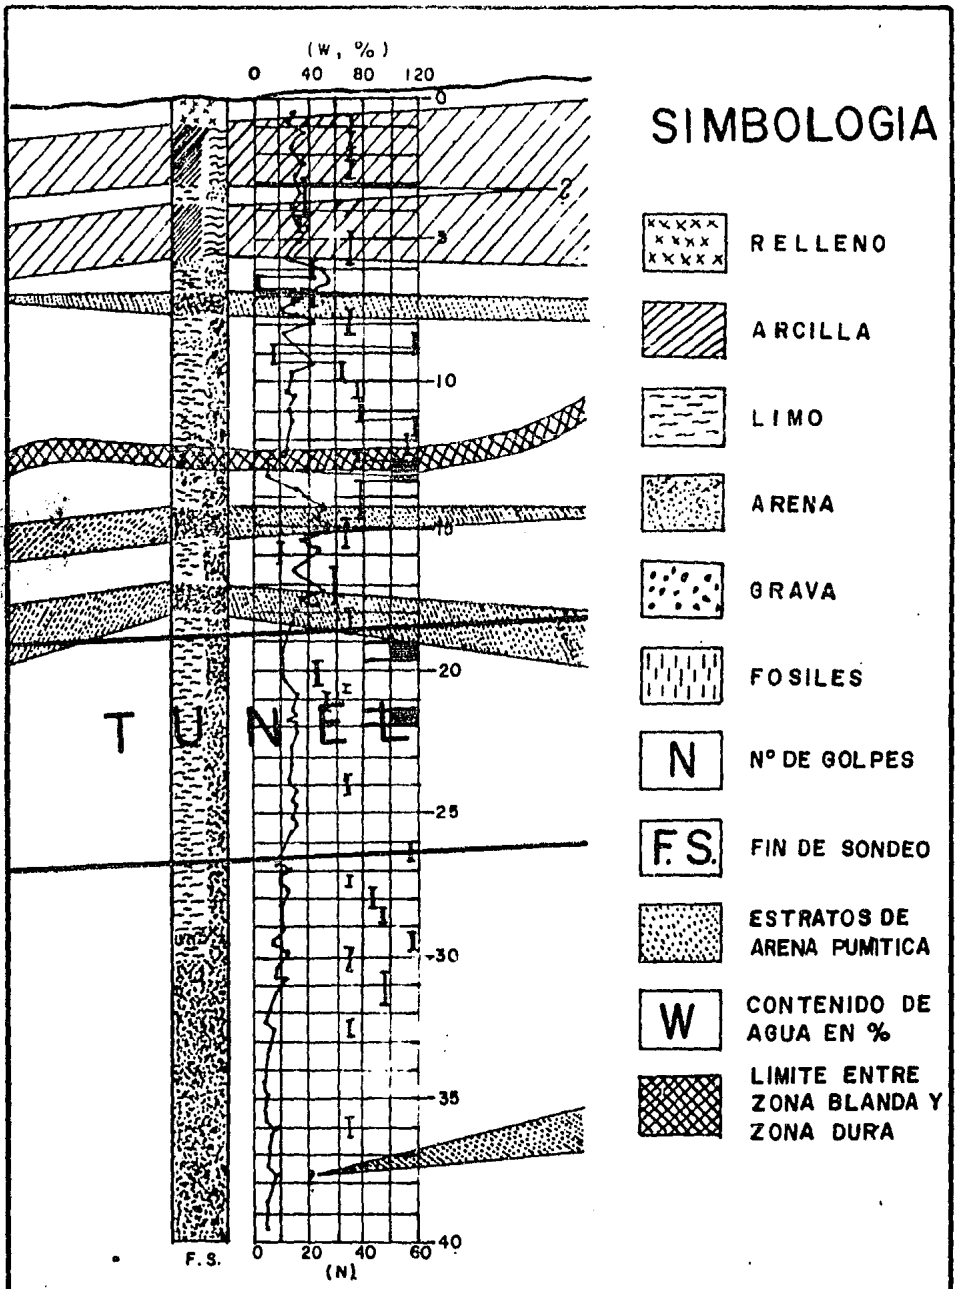 (W, %)
0 40 80 120
0
SIMBOLOGIA
RELLENO
5
ARCILLA
10
LIMO
ARENA
15
GRAVA
20
FOSILES
TUNEL
N
Nº DE GOLPES
25
F.S.
FIN DE SONDEO
30
ESTRATOS DE
ARENA PUMITICA
W
CONTENIDO DE
AGUA EN %
35
LIMITE ENTRE
ZONA BLANDA Y
ZONA DURA
40
F.S.
0 20 40 60
(N)